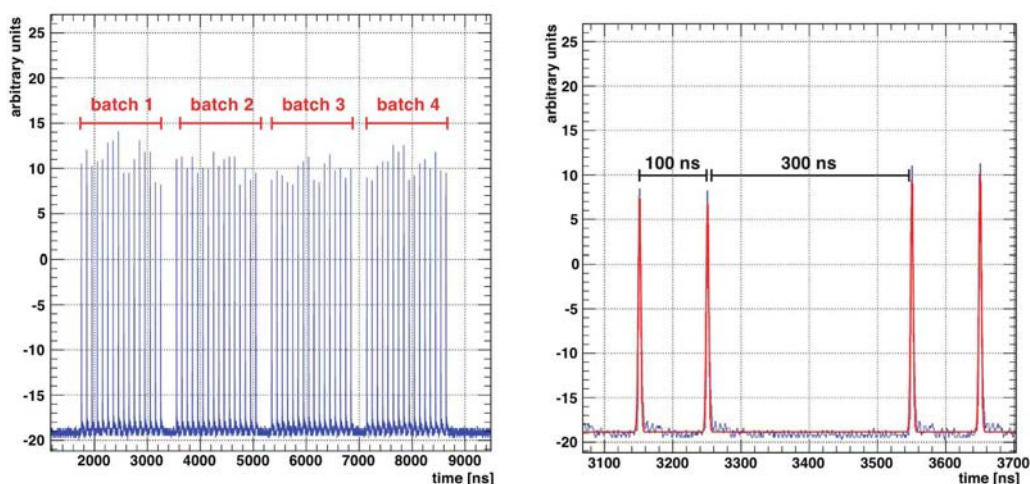 arbitrary units
25
20
15
10
5
0
-5
-10
-15
-20
batch 1
batch 2
batch 3
batch 4
2000 3000 4000 5000 6000 7000 8000 9000
time [ns]
arbitrary units
25
20
15
10
5
0
-5
-10
-15
-20
100 ns
300 ns
3100 3200 3300 3400 3500 3600 3700
time [ns]